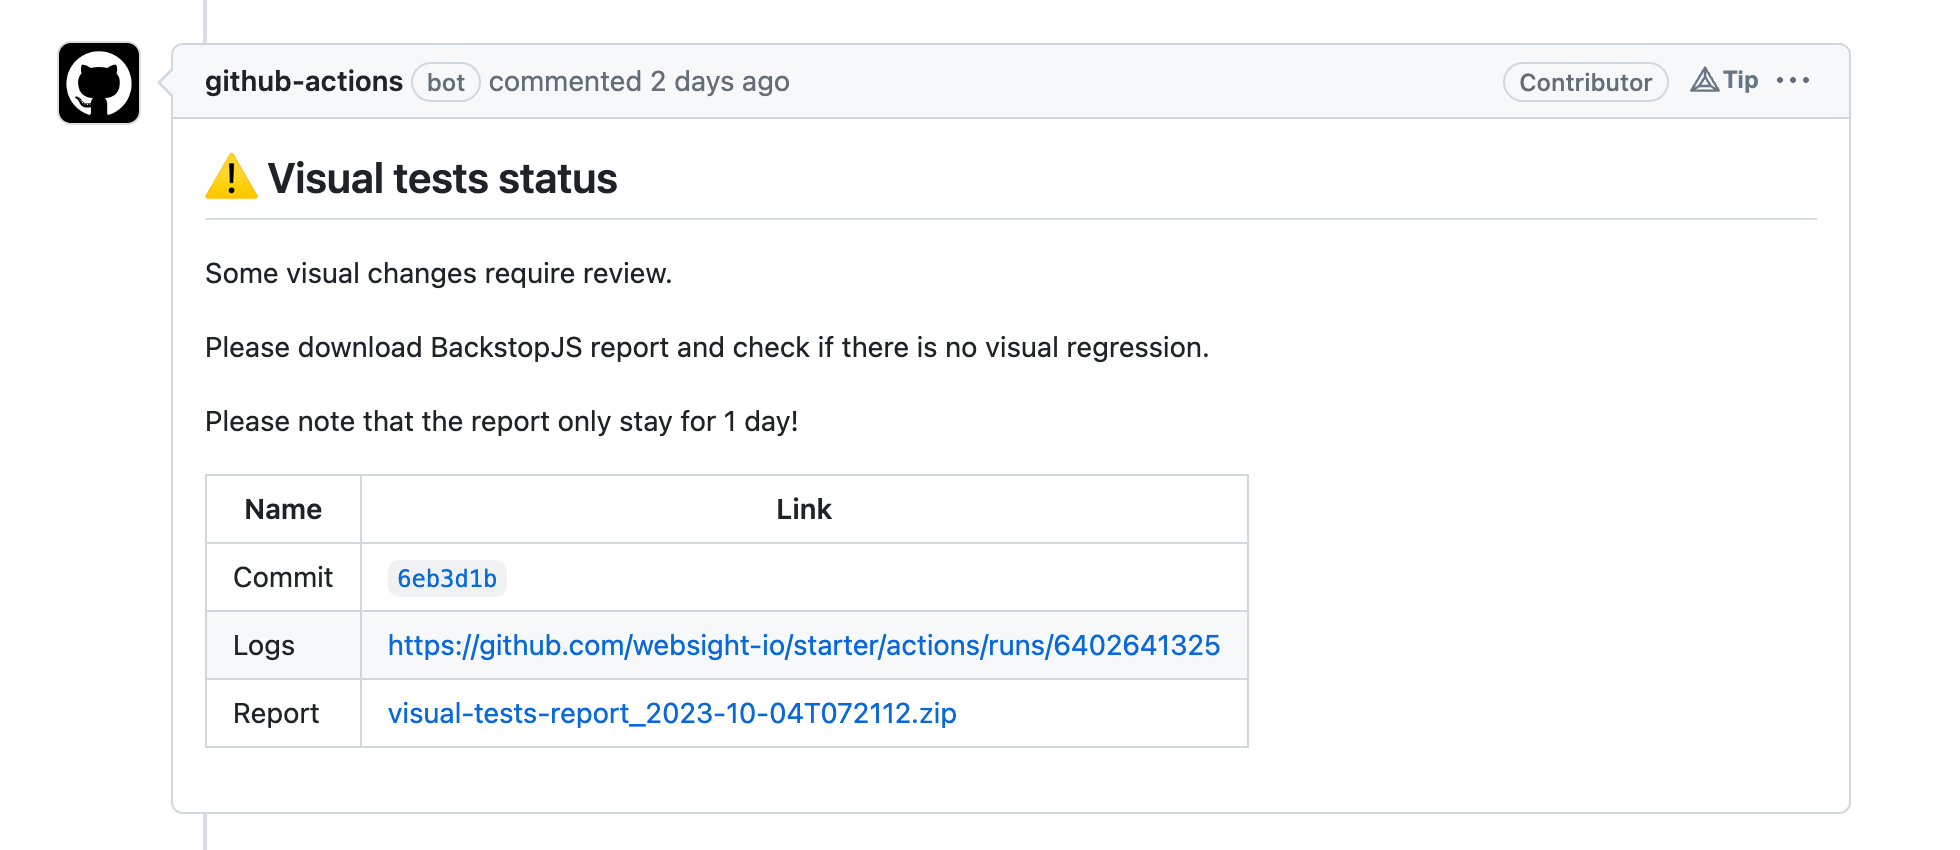 github-actions bot commented 2 days ago Contributor Tip
⚠️ Visual tests status
Some visual changes require review.
Please download BackstopJS report and check if there is no visual regression.
Please note that the report only stay for 1 day!
Name Link
Commit 6eb3d1b
Logs https://github.com/websight-io/starter/actions/runs/6402641325
Report visual-tests-report_2023-10-04T072112.zip